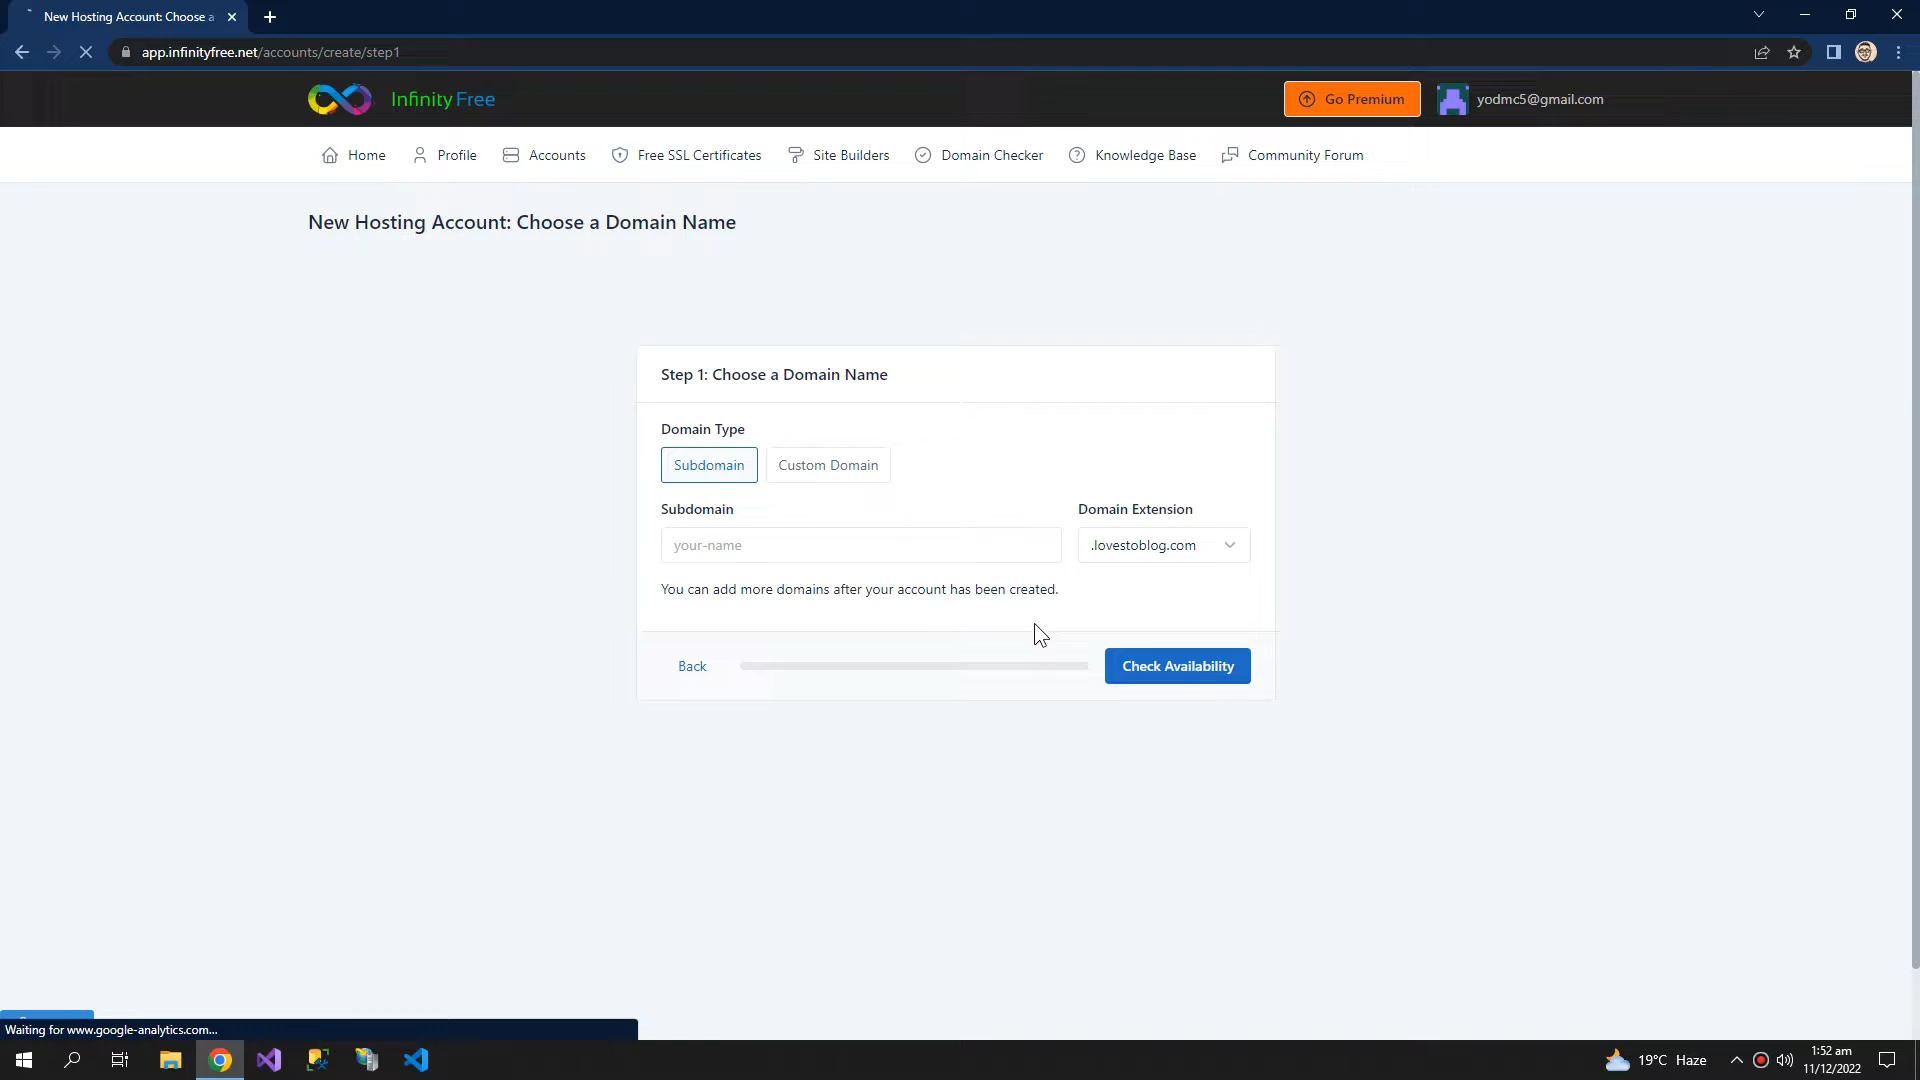 New Hosting Account: Choose a
app.infinityfree.net/accounts/create/step1
InfinityFree
Go Premium
yodmc5@gmail.com
Home
Profile
Accounts
Free SSL Certificates
Site Builders
Domain Checker
Knowledge Base
Community Forum
New Hosting Account: Choose a Domain Name
Step 1: Choose a Domain Name
Domain Type
Subdomain
Custom Domain
Subdomain
Domain Extension
your-name
.lovestoblog.com
You can add more domains after your account has been created.
Back
Check Availability
Waiting for www.google-analytics.com...
19°C Haze
1:52 am
11/12/2022